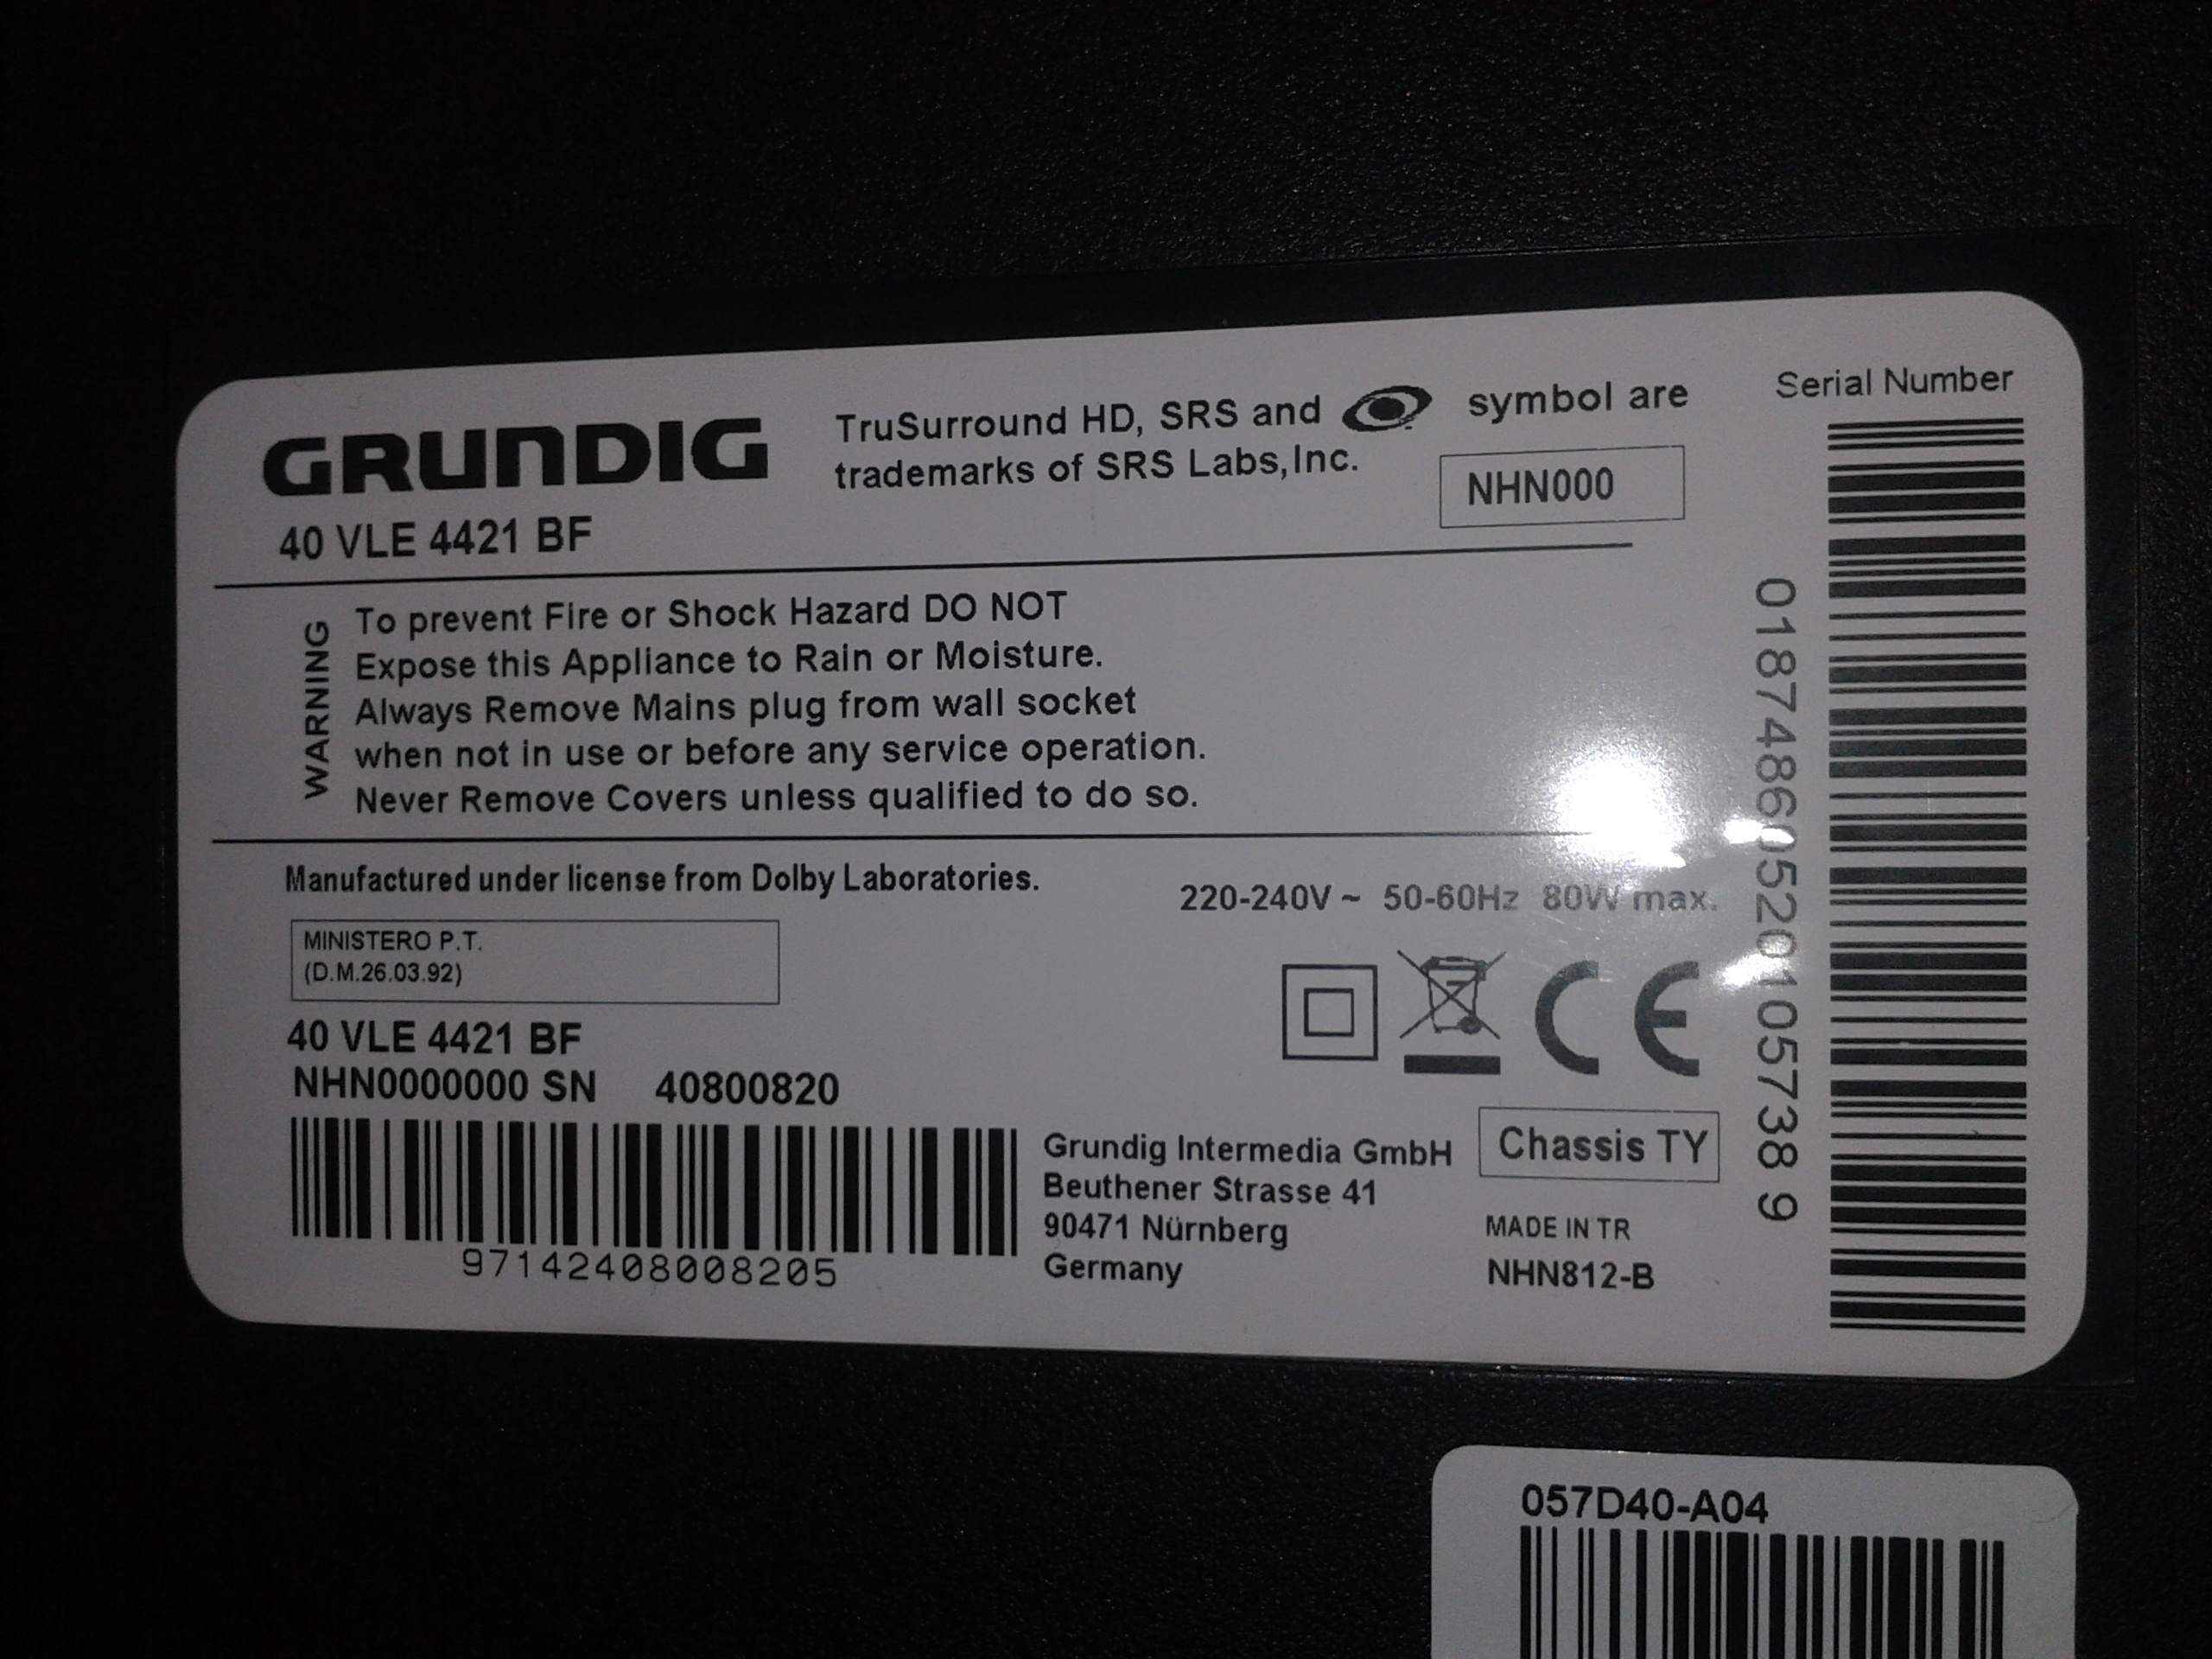 GRUNDIG
40 VLE 4421 BF
TruSurround HD, SRS and symbol are
trademarks of SRS Labs,Inc.
NHN000
Serial Number
WARNING
To prevent Fire or Shock Hazard DO NOT
Expose this Appliance to Rain or Moisture.
Always Remove Mains plug from wall socket
when not in use or before any service operation.
Never Remove Covers unless qualified to do so.
Manufactured under license from Dolby Laboratories.
220-240V ~ 50-60Hz 80W max.
MINISTERO P.T.
(D.M.26.03.92)
40 VLE 4421 BF
NHN0000000 SN 40800820
97142408008205
Grundig Intermedia GmbH
Beuthener Strasse 41
90471 Nürnberg
Germany
CE
Chassis TY
MADE IN TR
NHN812-B
057D40-A04